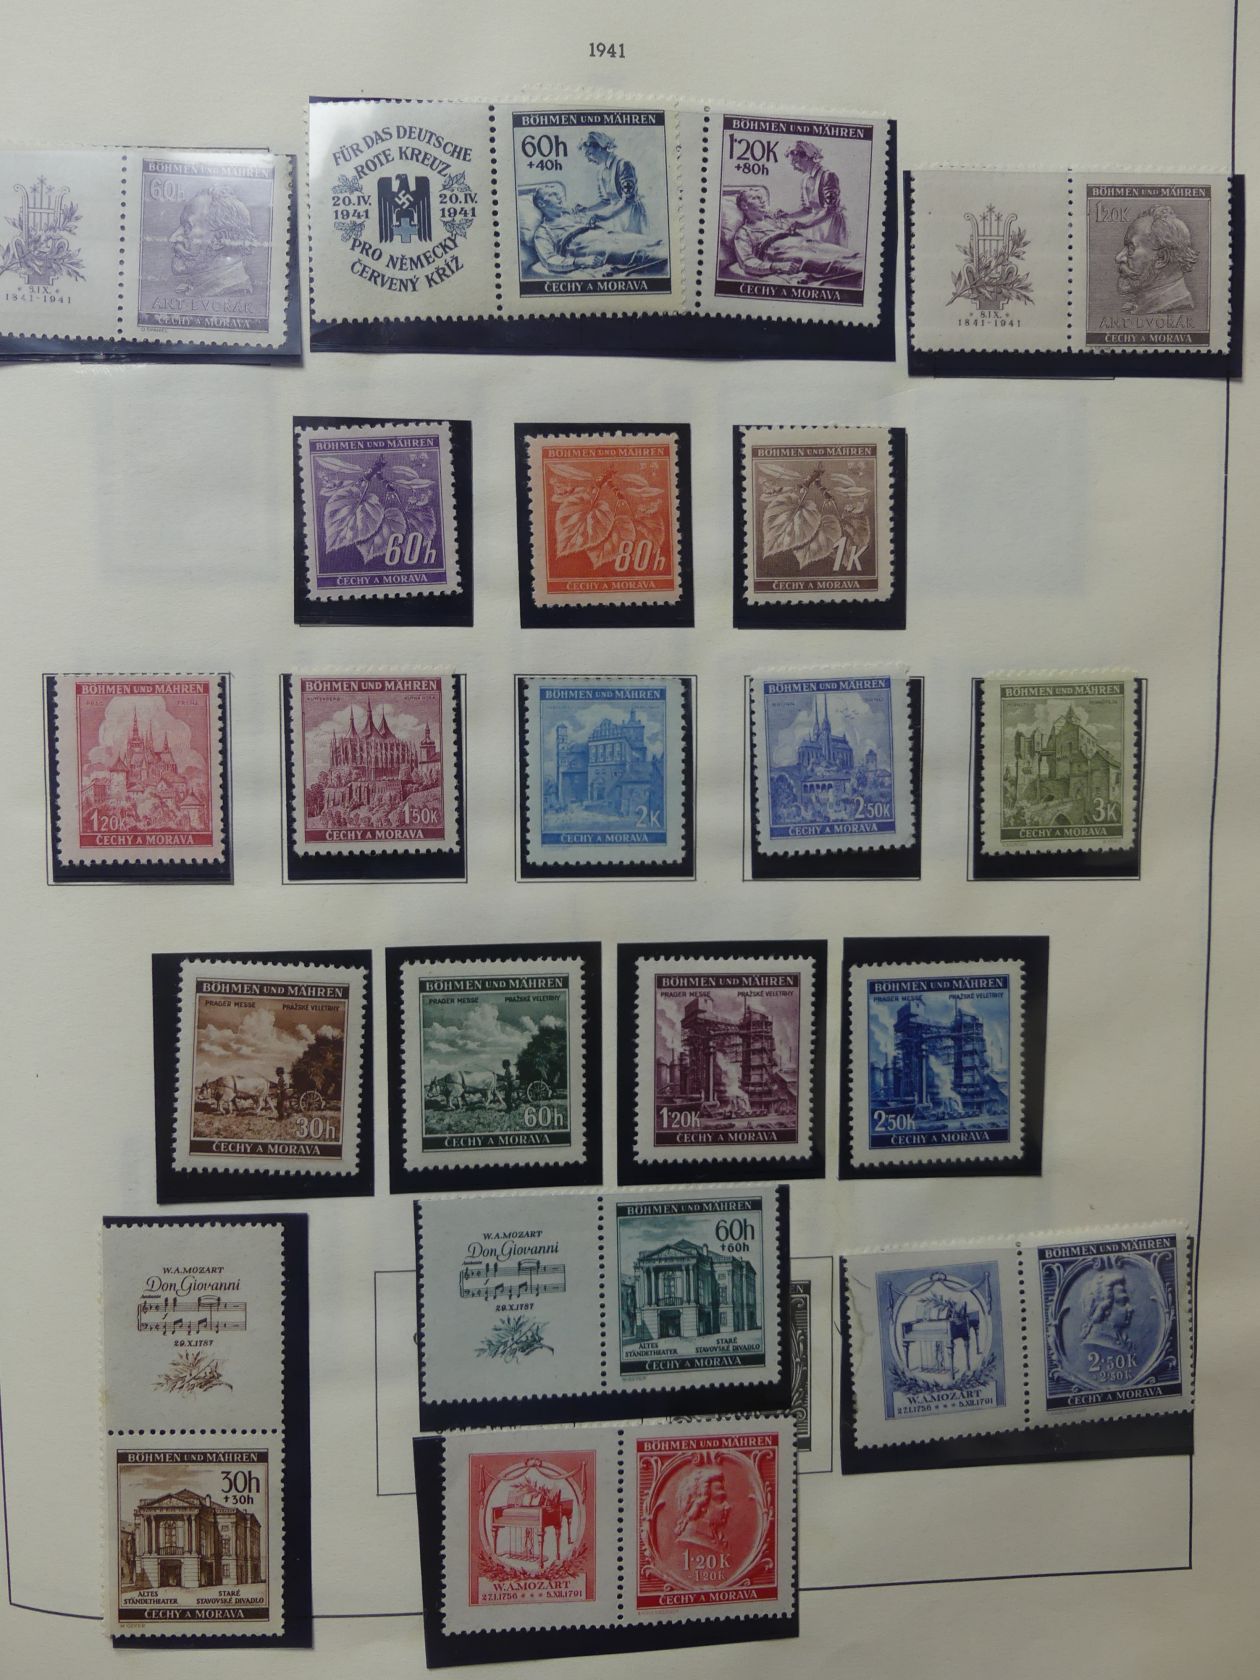 1941
BÖHMEN UND MÄHREN
60h
ANT. DVOŘÁK
ČECHY A MORAVA
8.IX.
1841-1941
FÜR DAS DEUTSCHE
ROTE KREUZ
20.IV. 20.IV.
1941 1941
PRO NĚMECKÝ
ČERVENÝ KŘÍŽ
BÖHMEN UND MÄHREN
60h
+40h
ČECHY A MORAVA
BÖHMEN UND MÄHREN
1·20K
+80h
ČECHY A MORAVA
8.IX.
1841-1941
BÖHMEN UND MÄHREN
1·20K
ANT. DVOŘÁK
ČECHY A MORAVA
BÖHMEN UND MÄHREN
60h
ČECHY A MORAVA
BÖHMEN UND MÄHREN
80h
ČECHY A MORAVA
BÖHMEN UND MÄHREN
1K
ČECHY A MORAVA
BÖHMEN UND MÄHREN
PRAG PRAHA
1·20K
ČECHY A MORAVA
BÖHMEN UND MÄHREN
KUTTENBERG KUTNÁ HORA
1·50K
ČECHY A MORAVA
BÖHMEN UND MÄHREN
2K
ČECHY A MORAVA
BÖHMEN UND MÄHREN
BRÜNN BRNO
2·50K
ČECHY A MORAVA
BÖHMEN UND MÄHREN
3K
ČECHY A MORAVA
BÖHMEN UND MÄHREN
PRAGER MESSE PRAŽSKÉ VELETRHY
30h
ČECHY A MORAVA
BÖHMEN UND MÄHREN
PRAGER MESSE PRAŽSKÉ VELETRHY
60h
ČECHY A MORAVA
BÖHMEN UND MÄHREN
PRAGER MESSE PRAŽSKÉ VELETRHY
1·20K
ČECHY A MORAVA
BÖHMEN UND MÄHREN
PRAGER MESSE PRAŽSKÉ VELETRHY
2·50K
ČECHY A MORAVA
W.A.MOZART
Don Giovanni
29.X.1787
BÖHMEN UND MÄHREN
30h
+30h
ALTES STARÉ
STÄNDETHEATER STAVOVSKÉ DIVADLO
ČECHY A MORAVA
W.A.MOZART
Don Giovanni
29.X.1787
BÖHMEN UND MÄHREN
60h
+60h
ALTES STARÉ
STÄNDETHEATER STAVOVSKÉ DIVADLO
ČECHY A MORAVA
W.A.MOZART
27.I.1756 * * * 5.XII.1791
BÖHMEN UND MÄHREN
2·50K
+2·50K
ČECHY A MORAVA
W.A.MOZART
27.I.1756 * * * 5.XII.1791
BÖHMEN UND MÄHREN
1·20K
+1·20K
ČECHY A MORAVA